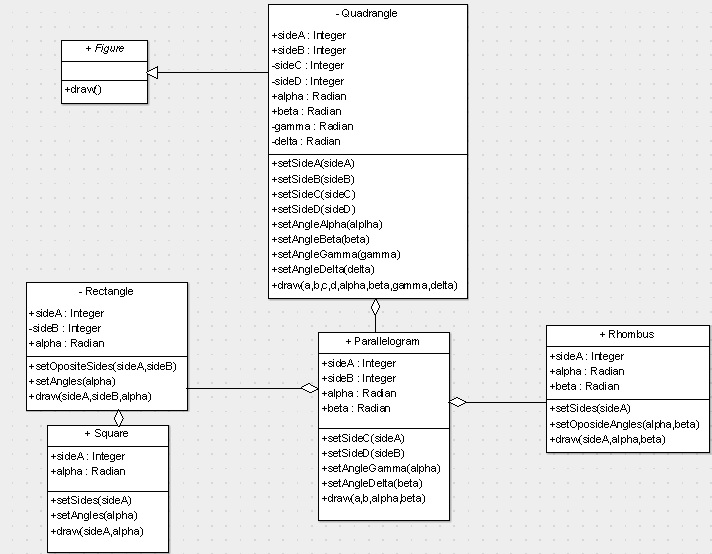 - Quadrangle
+sideA : Integer
+sideB : Integer
-sideC : Integer
-sideD : Integer
+alpha : Radian
+beta : Radian
-gamma : Radian
-delta : Radian
+setSideA(sideA)
+setSideB(sideB)
+setSideC(sideC)
+setSideD(sideD)
+setAngleAlpha(alplha)
+setAngleBeta(beta)
+setAngleGamma(gamma)
+setAngleDelta(delta)
+draw(a,b,c,d,alpha,beta,gamma,delta)
+ Figure
+draw()
- Rectangle
+sideA : Integer
-sideB : Integer
+alpha : Radian
+setOpositeSides(sideA,sideB)
+setAngles(alpha)
+draw(sideA,sideB,alpha)
+ Parallelogram
+sideA : Integer
+sideB : Integer
+alpha : Radian
+beta : Radian
+setSideC(sideA)
+setSideD(sideB)
+setAngleGamma(alpha)
+setAngleDelta(beta)
+draw(a,b,alpha,beta)
+ Rhombus
+sideA : Integer
+alpha : Radian
+beta : Radian
+setSides(sideA)
+setOposideAngles(alpha,beta)
+draw(sideA,alpha,beta)
+ Square
+sideA : Integer
+alpha : Radian
+setSides(sideA)
+setAngles(alpha)
+draw(sideA,alpha)